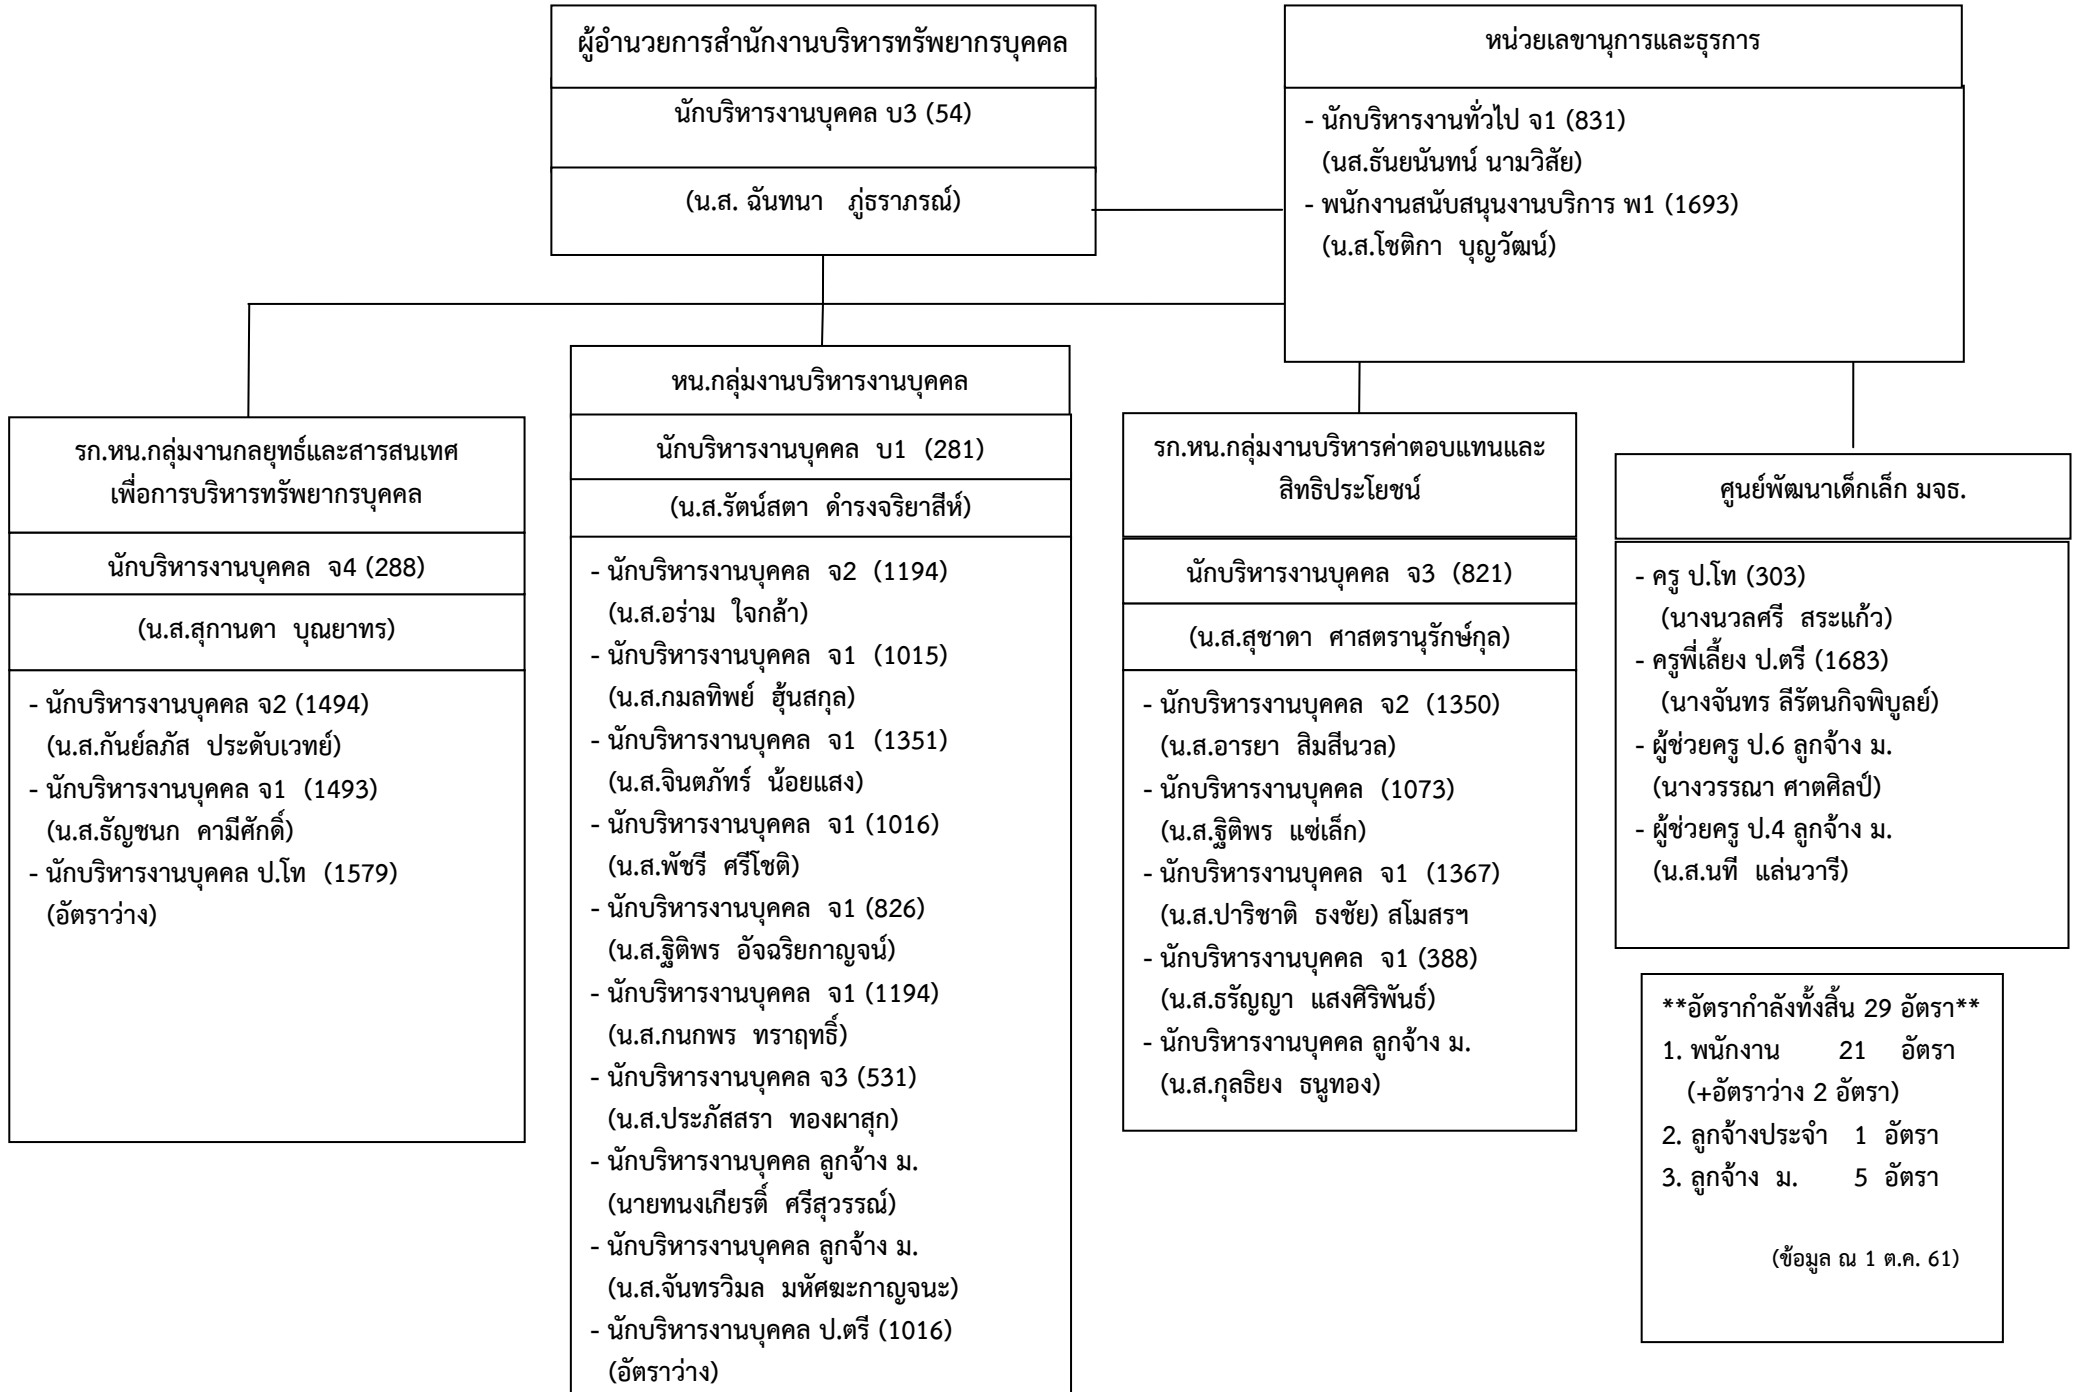 ผู้อำนวยการสำนักงานบริหารทรัพยากรบุคคล
นักบริหารงานบุคคล บ3 (54)
(น.ส. ฉันทนา ภู่ธราภรณ์)
หน่วยเลขานุการและธุรการ
- นักบริหารงานทั่วไป จ1 (831)
(นส.ธันยนันทน์ นามวิสัย)
- พนักงานสนับสนุนงานบริการ พ1 (1693)
(น.ส.โชติกา บุญวัฒน์)
รก.หน.กลุ่มงานกลยุทธ์และสารสนเทศ
เพื่อการบริหารทรัพยากรบุคคล
นักบริหารงานบุคคล จ4 (288)
(น.ส.สุกานดา บุณยาทร)
- นักบริหารงานบุคคล จ2 (1494)
(น.ส.กันย์ลภัส ประดับเวทย์)
- นักบริหารงานบุคคล จ1 (1493)
(น.ส.ธัญชนก คามีศักดิ์)
- นักบริหารงานบุคคล ป.โท (1579)
(อัตราว่าง)
หน.กลุ่มงานบริหารงานบุคคล
นักบริหารงานบุคคล บ1 (281)
(น.ส.รัตน์สตา ดำรงจริยาสีห์)
- นักบริหารงานบุคคล จ2 (1194)
(น.ส.อร่าม ใจกล้า)
- นักบริหารงานบุคคล จ1 (1015)
(น.ส.กมลทิพย์ ฮุ้นสกุล)
- นักบริหารงานบุคคล จ1 (1351)
(น.ส.จินตภัทร์ น้อยแสง)
- นักบริหารงานบุคคล จ1 (1016)
(น.ส.พัชรี ศรีโชติ)
- นักบริหารงานบุคคล จ1 (826)
(น.ส.ฐิติพร อัจฉริยกาญจน์)
- นักบริหารงานบุคคล จ1 (1194)
(น.ส.กนกพร ทราฤทธิ์)
- นักบริหารงานบุคคล จ3 (531)
(น.ส.ประภัสสรา ทองผาสุก)
- นักบริหารงานบุคคล ลูกจ้าง ม.
(นายทนงเกียรติ์ ศรีสุวรรณ์)
- นักบริหารงานบุคคล ลูกจ้าง ม.
(น.ส.จันทรวิมล มหัศฆะกาญจนะ)
- นักบริหารงานบุคคล ป.ตรี (1016)
(อัตราว่าง)
รก.หน.กลุ่มงานบริหารค่าตอบแทนและ
สิทธิประโยชน์
นักบริหารงานบุคคล จ3 (821)
(น.ส.สุชาดา ศาสตรานุรักษ์กุล)
- นักบริหารงานบุคคล จ2 (1350)
(น.ส.อารยา สิมสีนวล)
- นักบริหารงานบุคคล (1073)
(น.ส.ฐิติพร แซ่เล็ก)
- นักบริหารงานบุคคล จ1 (1367)
(น.ส.ปาริชาติ ธงชัย) สโมสรฯ
- นักบริหารงานบุคคล จ1 (388)
(น.ส.ธรัญญา แสงศิริพันธ์)
- นักบริหารงานบุคคล ลูกจ้าง ม.
(น.ส.กุลธิยง ธนูทอง)
ศูนย์พัฒนาเด็กเล็ก มจธ.
- ครู ป.โท (303)
(นางนวลศรี สระแก้ว)
- ครูพี่เลี้ยง ป.ตรี (1683)
(นางจันทร ลีรัตนกิจพิบูลย์)
- ผู้ช่วยครู ป.6 ลูกจ้าง ม.
(นางวรรณา ศาตศิลป์)
- ผู้ช่วยครู ป.4 ลูกจ้าง ม.
(น.ส.นที แล่นวารี)
**อัตรากำลังทั้งสิ้น 29 อัตรา**
1. พนักงาน 21 อัตรา
(+อัตราว่าง 2 อัตรา)
2. ลูกจ้างประจำ 1 อัตรา
3. ลูกจ้าง ม. 5 อัตรา
(ข้อมูล ณ 1 ต.ค. 61)